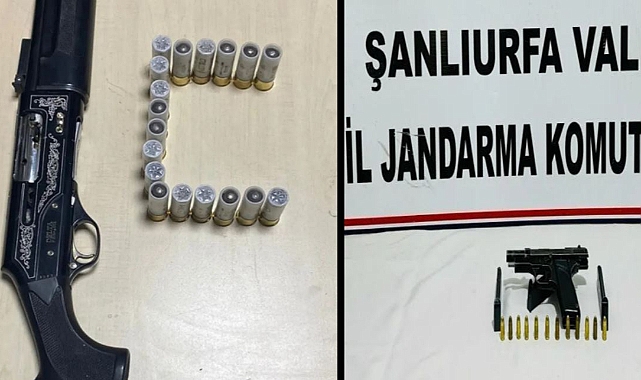 ŞANLIURFA VAL
İL JANDARMA KOMUT